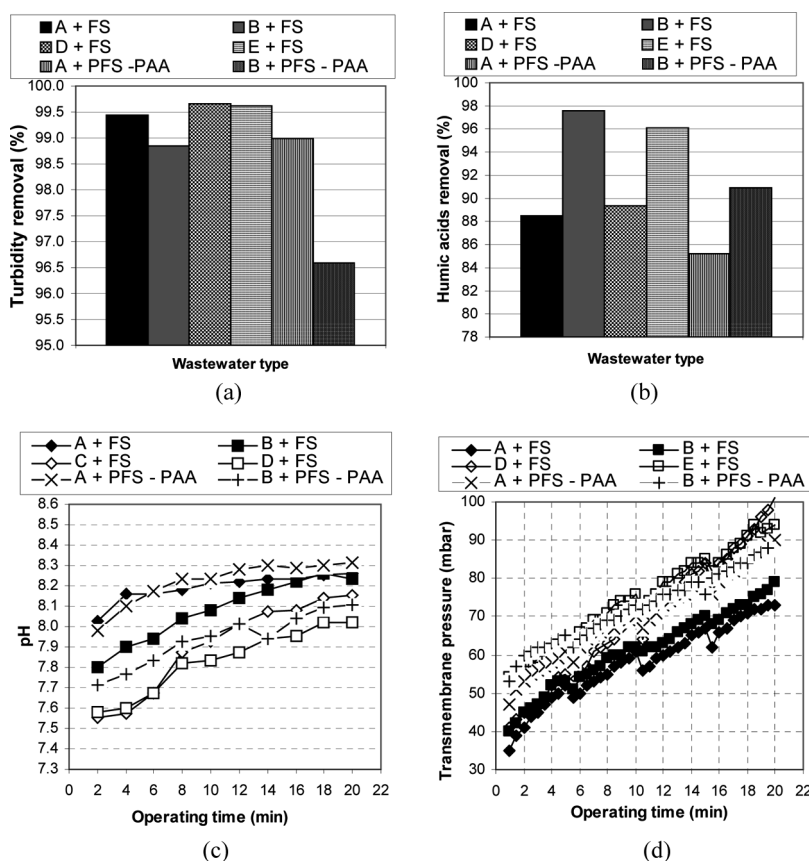 A + FS B + FS
D + FS E + FS
A + PFS -PAA B + PFS - PAA
Turbidity removal (%)
100.0
99.5
99.0
98.5
98.0
97.5
97.0
96.5
96.0
95.5
95.0
Wastewater type
(a)
A + FS B + FS
D + FS E + FS
A + PFS -PAA B + PFS - PAA
Humic acids removal (%)
100
98
96
94
92
90
88
86
84
82
80
78
Wastewater type
(b)
A + FS B + FS
C + FS D + FS
A + PFS - PAA B + PFS - PAA
pH
8.6
8.5
8.4
8.3
8.2
8.1
8.0
7.9
7.8
7.7
7.6
7.5
7.4
7.3
0 2 4 6 8 10 12 14 16 18 20 22
Operating time (min)
(c)
A + FS B + FS
D + FS E + FS
A + PFS - PAA B + PFS - PAA
Transmembrane pressure (mbar)
100
90
80
70
60
50
40
30
0 2 4 6 8 10 12 14 16 18 20 22
Operating time (min)
(d)